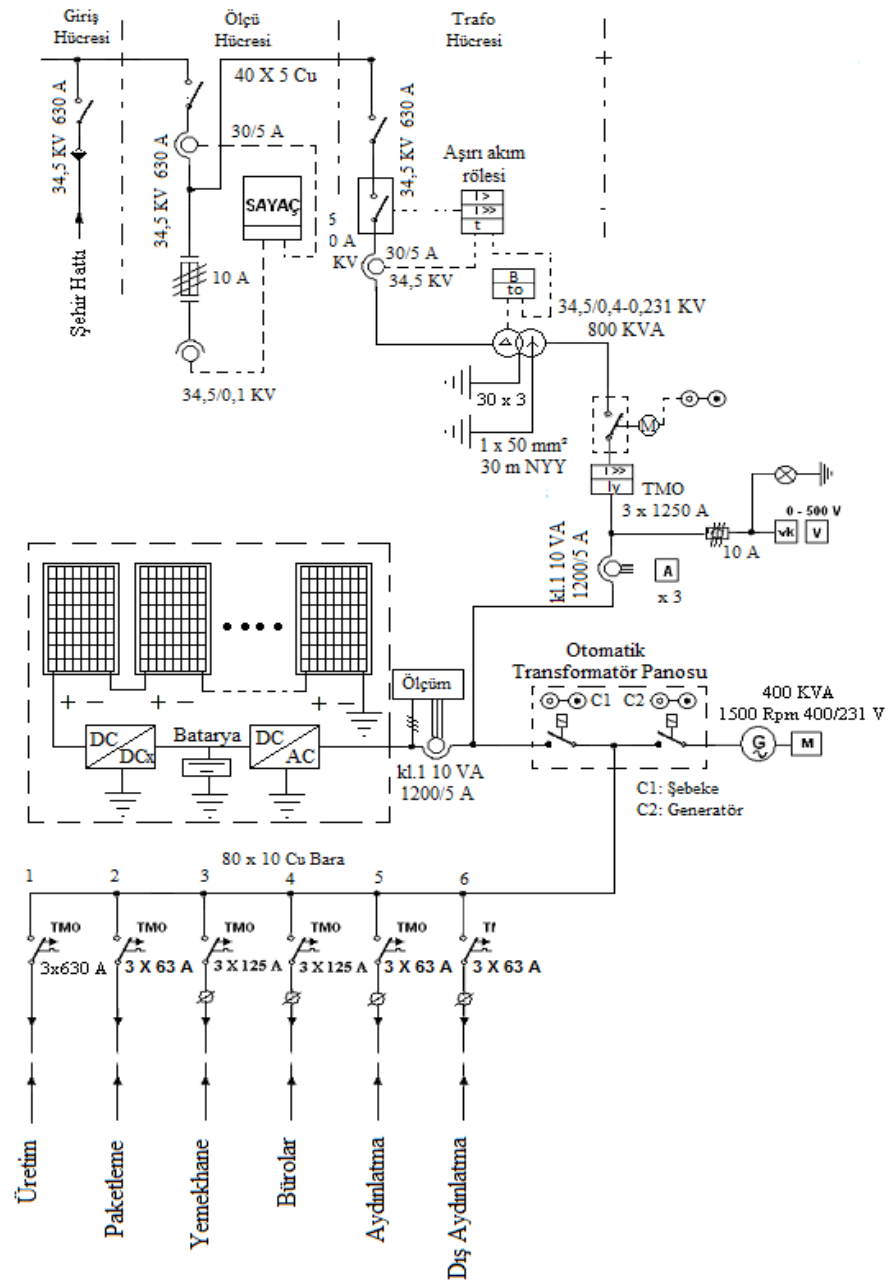 Giriş
Hücresi
Ölçü
Hücresi
Trafo
Hücresi
40 X 5 Cu
34,5 KV 630 A
Şehir Hattı
34,5 KV 630 A
30/5 A
SAYAÇ
10 A
34,5/0,1 KV
34,5 KV 630 A
6
0 A
KV
30/5 A
34,5 KV
Aşırı akım
rölesi
I >
I >>
t
B
to
34,5/0,4-0,231 KV
800 KVA
30 x 3
1 x 50 mm²
30 m NYY
M
I >>
Iy
TMO
3 x 1250 A
0 - 500 V
vk
V
10 A
kl.1 10 VA
1200/5 A
A
x 3
+ -
+ -
+ -
DC
DCx
Batarya
DC
AC
Ölçüm
kl.1 10 VA
1200/5 A
Otomatik
Transformatör Panosu
C1
C2
400 KVA
1500 Rpm 400/231 V
G
M
C1: Şebeke
C2: Generatör
80 x 10 Cu Bara
1
2
3
4
5
6
TMO
TMO
TMO
TMO
TMO
Tf
3x630 A
3 X 63 A
3 X 125 A
3 X 125 A
3 X 63 A
3 X 63 A
Üretim
Paketleme
Yemekhane
Bürolar
Aydınlatma
Dış Aydınlatma